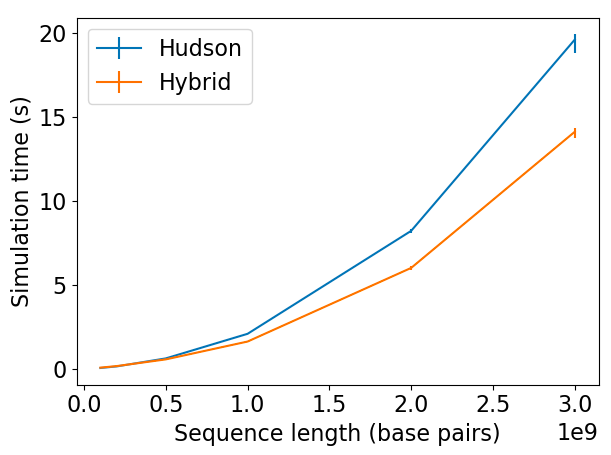 20
15
10
5
0
Simulation time (s)
Hudson
Hybrid
0.0 0.5 1.0 1.5 2.0 2.5 3.0
1e9
Sequence length (base pairs)